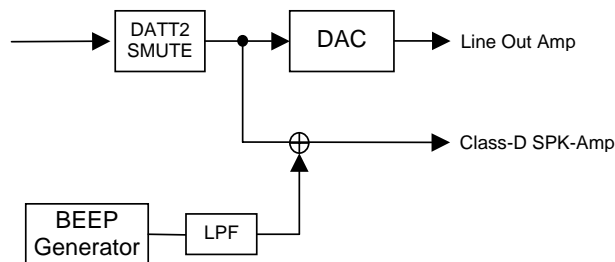 DATT2
SMUTE
DAC
Line Out Amp
Class-D SPK-Amp
BEEP
Generator
LPF